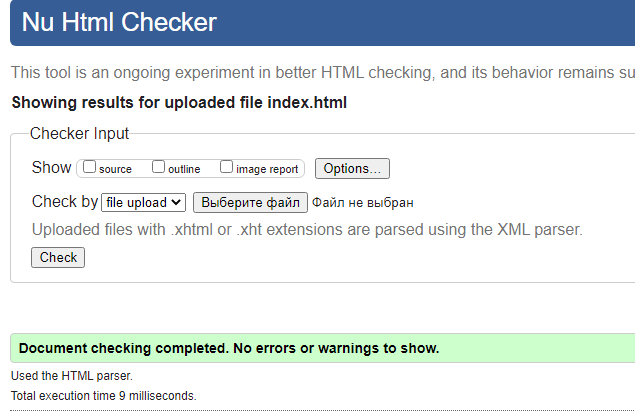 Nu Html Checker
This tool is an ongoing experiment in better HTML checking, and its behavior remains su
Showing results for uploaded file index.html
Checker Input
Show source outline image report Options...
Check by file upload Выберите файл Файл не выбран
Uploaded files with .xhtml or .xht extensions are parsed using the XML parser.
Check
Document checking completed. No errors or warnings to show.
Used the HTML parser.
Total execution time 9 milliseconds.